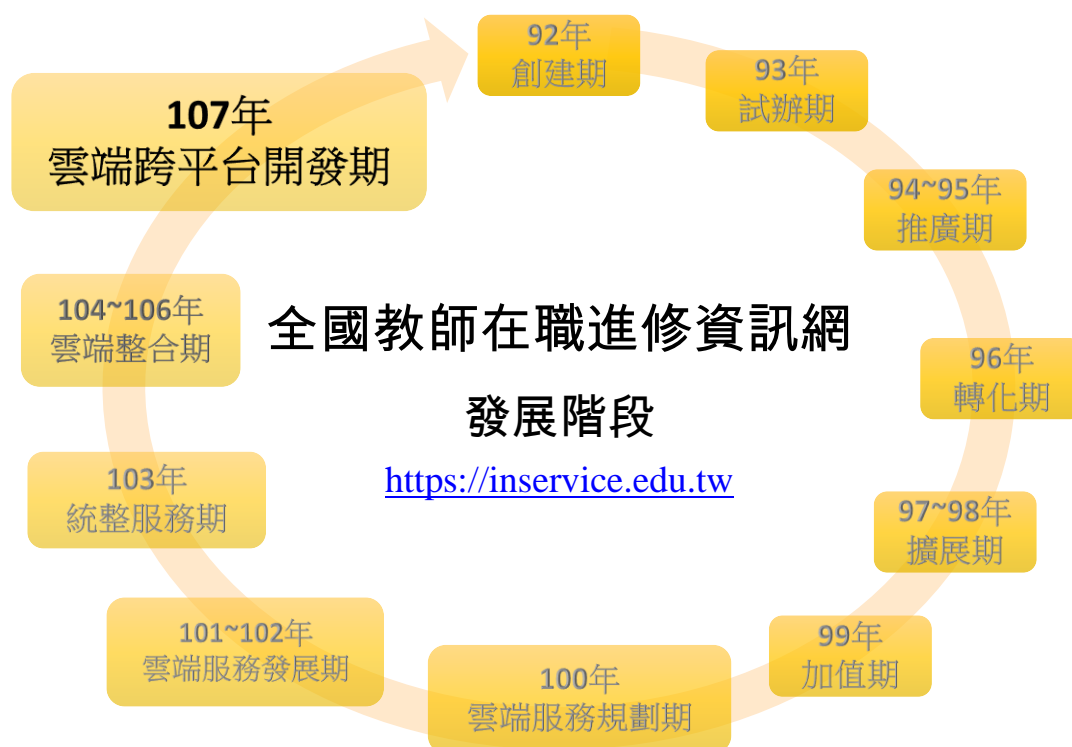 92年
創建期
93年
試辦期
94~95年
推廣期
96年
轉化期
97~98年
擴展期
99年
加值期
100年
雲端服務規劃期
101~102年
雲端服務發展期
103年
統整服務期
104~106年
雲端整合期
107年
雲端跨平台開發期
全國教師在職進修資訊網
發展階段
https://inservice.edu.tw